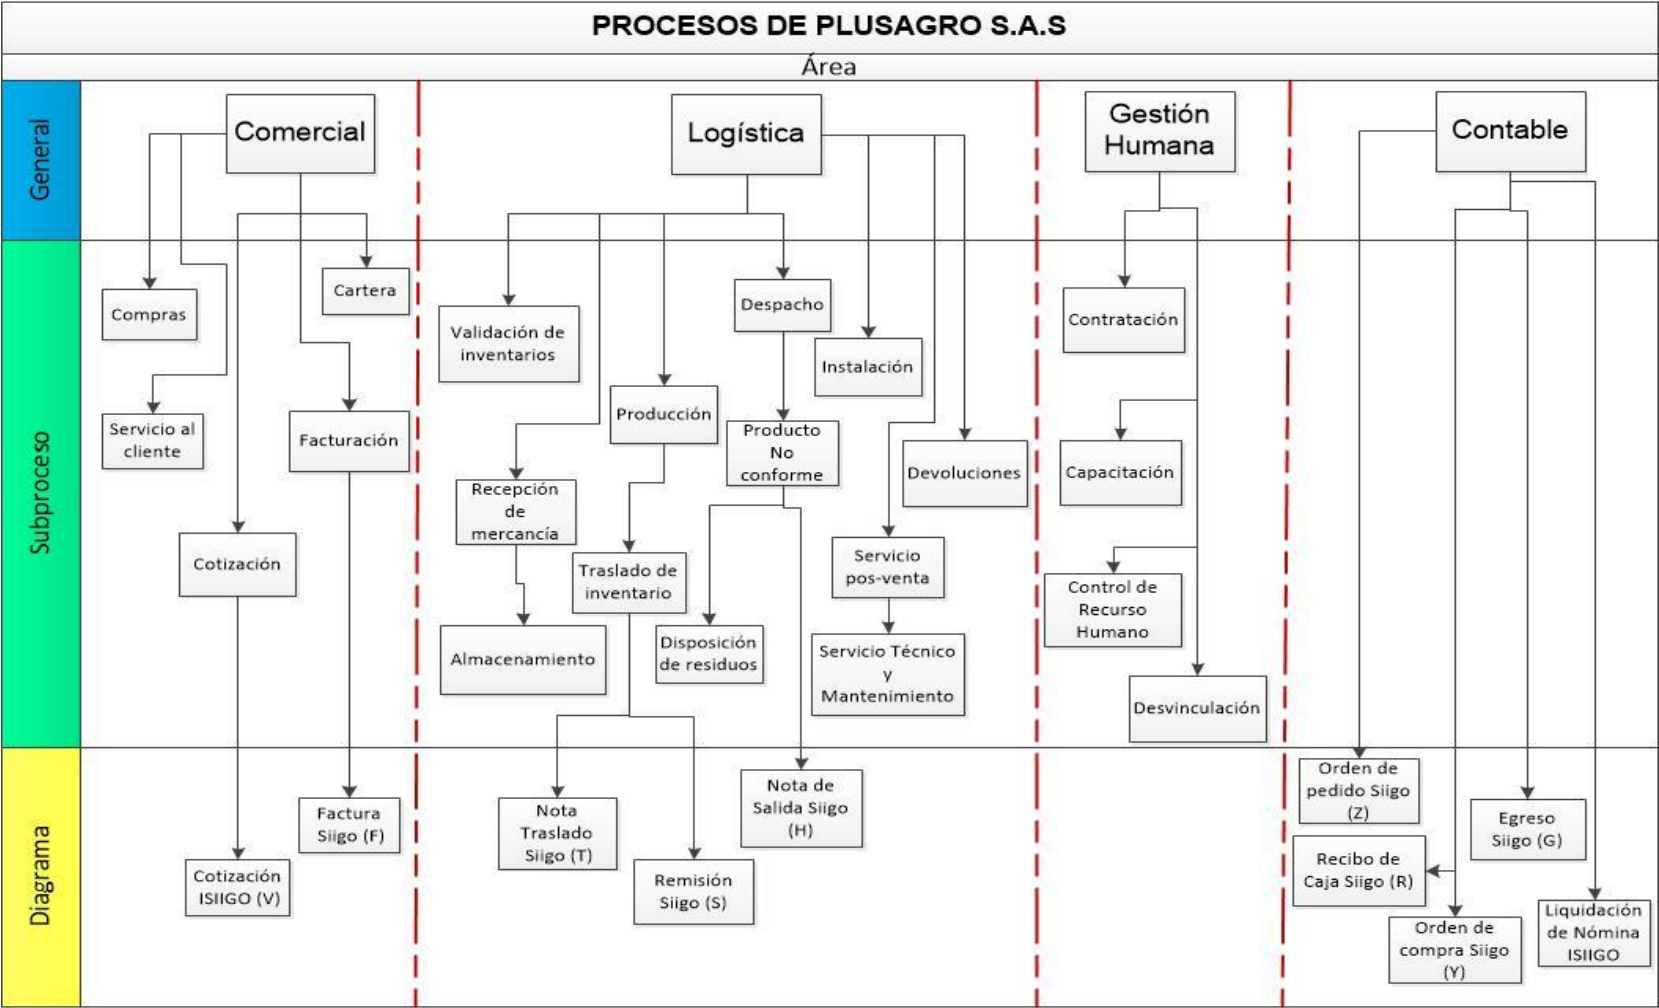 PROCESOS DE PLUSAGRO S.A.S
Área
General
Comercial
Logística
Gestión
Humana
Contable
Subproceso
Compras
Cartera
Servicio al
cliente
Facturación
Cotización
Validación de
inventarios
Despacho
Instalación
Producción
Producto
No
conforme
Devoluciones
Recepción
de
mercancía
Traslado de
inventario
Servicio
pos-venta
Almacenamiento
Disposición
de residuos
Servicio Técnico
y
Mantenimiento
Contratación
Capacitación
Control de
Recurso
Humano
Desvinculación
Diagrama
Factura
Siigo (F)
Cotización
ISIIGO (V)
Nota
Traslado
Siigo (T)
Remisión
Siigo (S)
Nota de
Salida Siigo
(H)
Orden de
pedido Siigo
(Z)
Egreso
Siigo (G)
Recibo de
Caja Siigo (R)
Orden de
compra Siigo
(Y)
Liquidación
de Nómina
ISIIGO